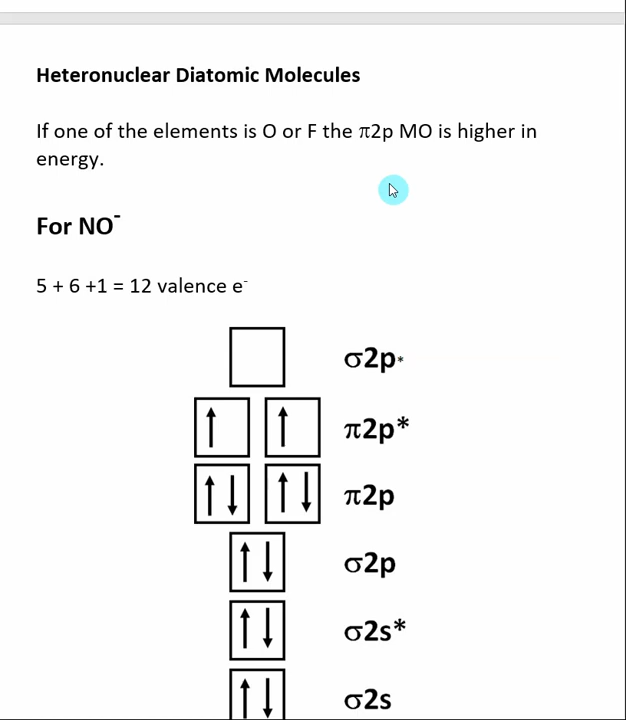 Heteronuclear Diatomic Molecules
If one of the elements is O or F the π2p MO is higher in
energy.
For NO⁻
5 + 6 +1 = 12 valence e⁻
σ2p*
↑ ↑ π2p*
↑↓ ↑↓ π2p
↑↓ σ2p
↑↓ σ2s*
↑↓ σ2s